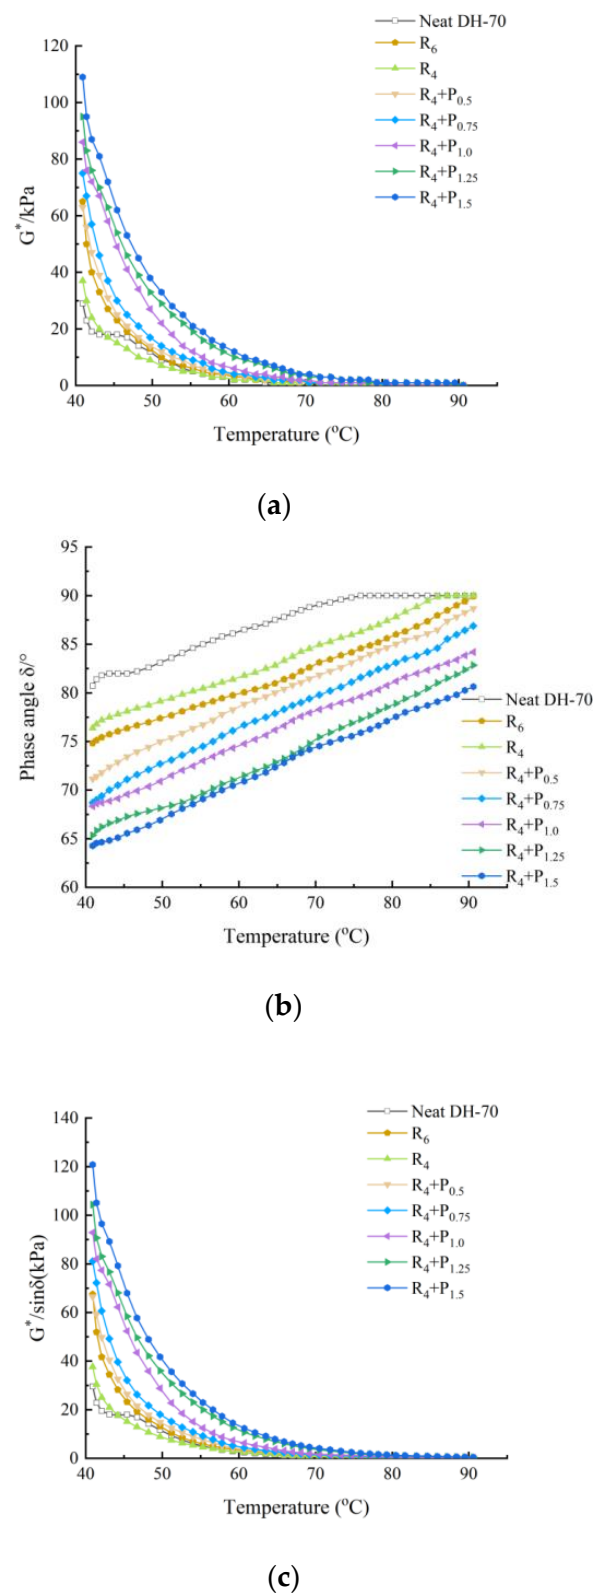 Neat DH-70
R6
R4
R4+P0.5
R4+P0.75
R4+P1.0
R4+P1.25
R4+P1.5
120
100
80
60
40
20
0
G*/kPa
40 50 60 70 80 90
Temperature (oC)
(a)
95
90
85
80
75
70
65
60
Phase angle δ/°
Neat DH-70
R6
R4
R4+P0.5
R4+P0.75
R4+P1.0
R4+P1.25
R4+P1.5
40 50 60 70 80 90
Temperature (oC)
(b)
Neat DH-70
R6
R4
R4+P0.5
R4+P0.75
R4+P1.0
R4+P1.25
R4+P1.5
140
120
100
80
60
40
20
0
G*/sinδ(kPa)
40 50 60 70 80 90
Temperature (oC)
(c)